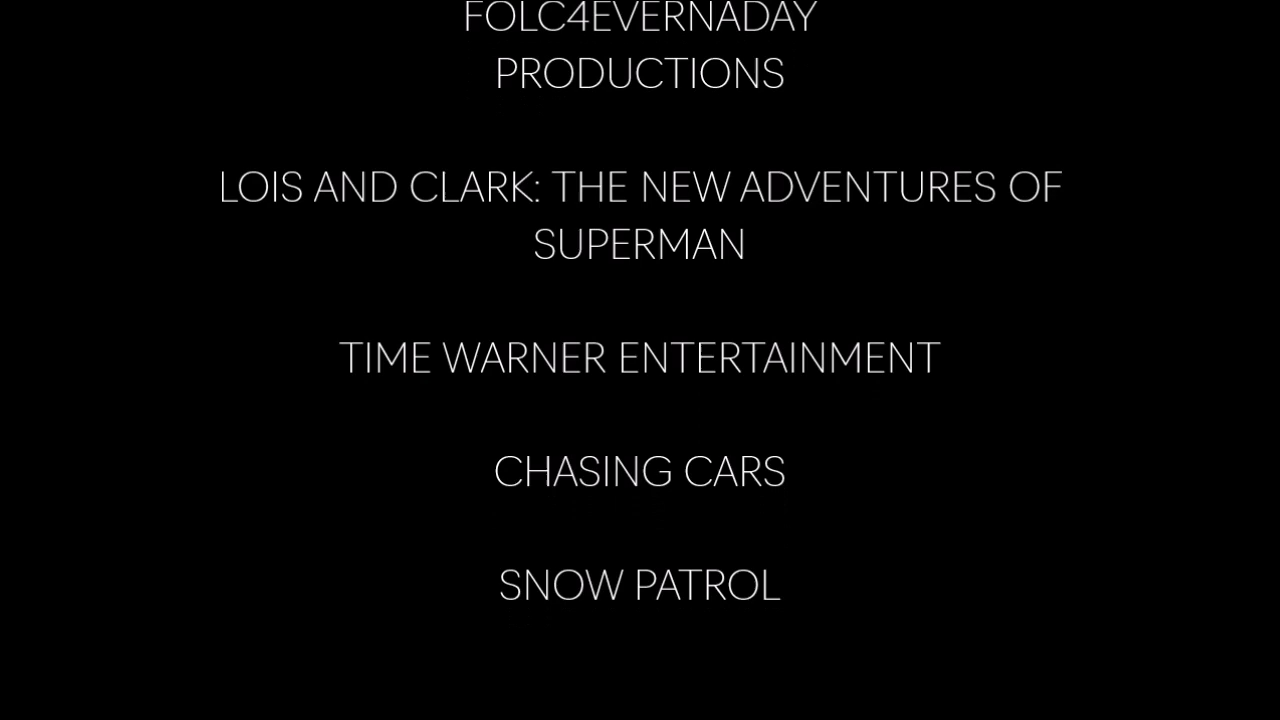 FOLC4EVERNADAY
PRODUCTIONS
LOIS AND CLARK: THE NEW ADVENTURES OF
SUPERMAN
TIME WARNER ENTERTAINMENT
CHASING CARS
SNOW PATROL